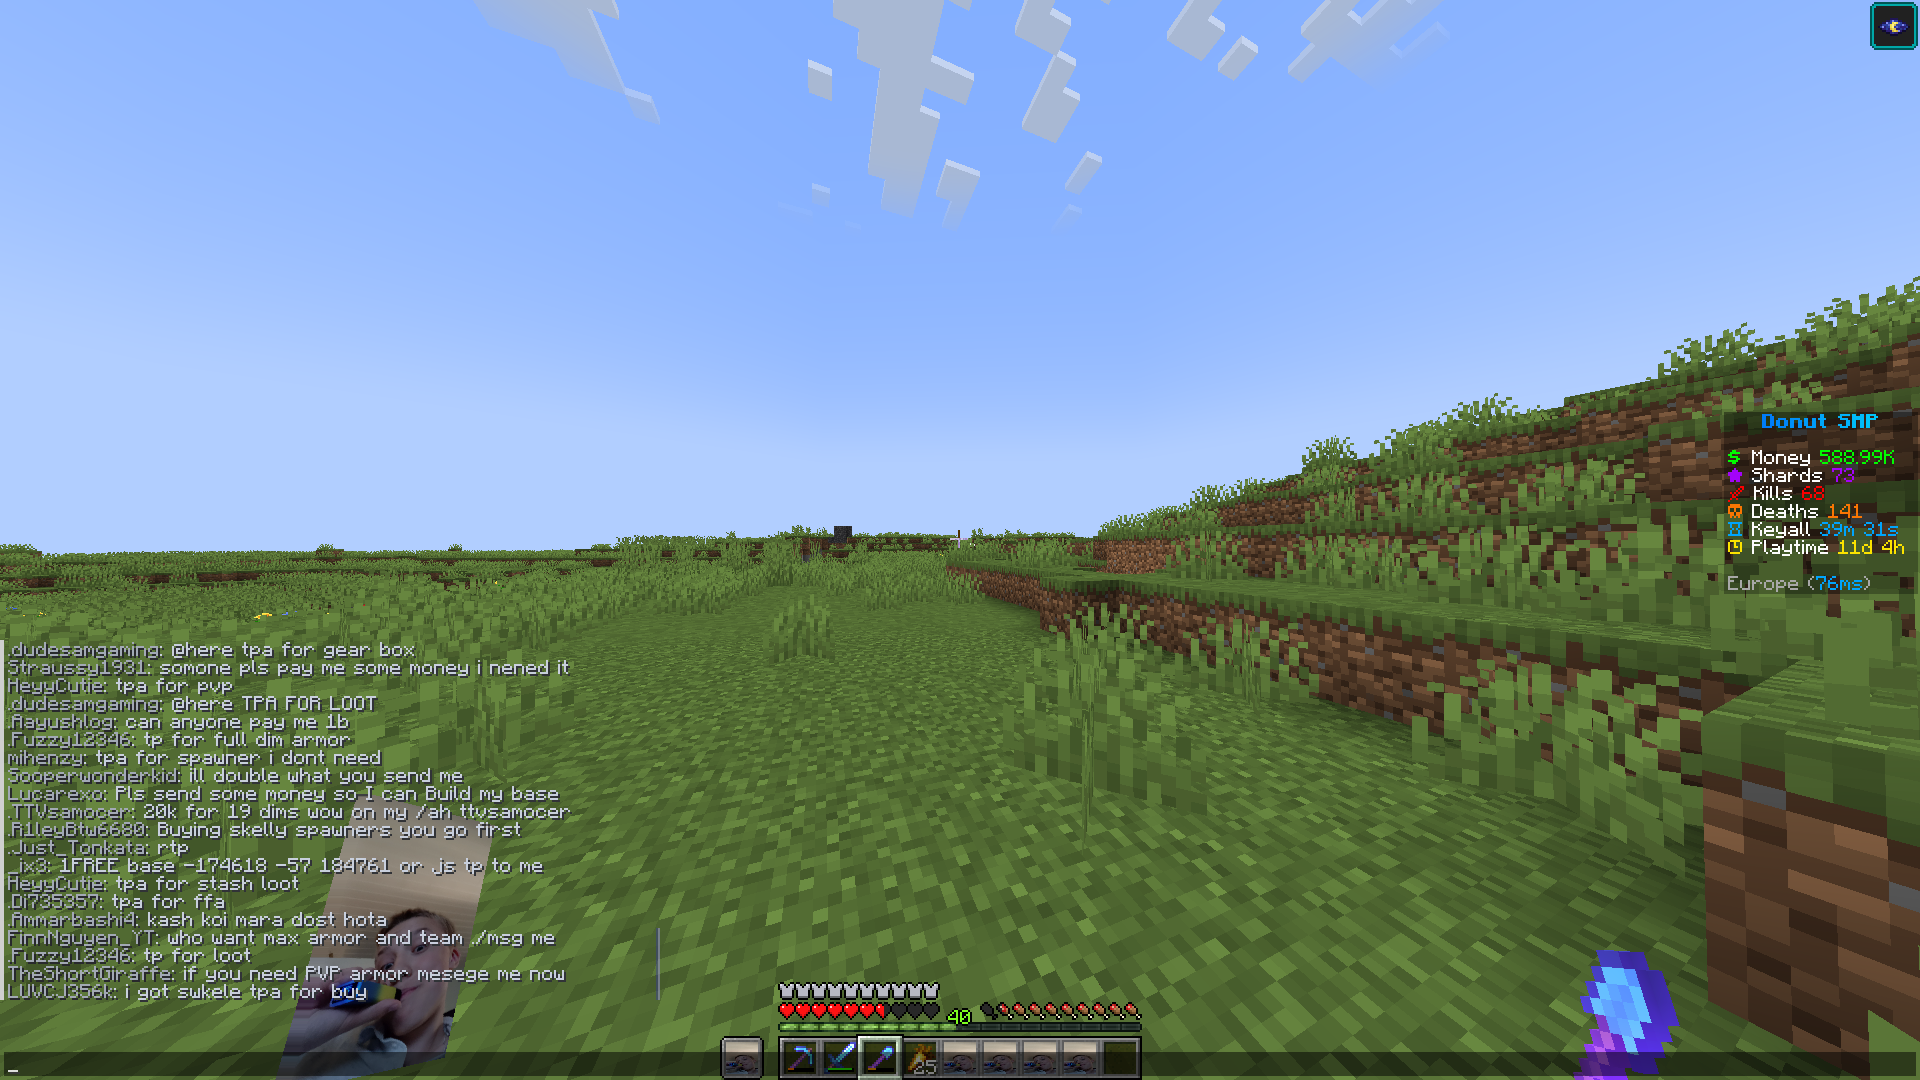 Donut SMP
$ Money 588.99K
Shards 73
Kills 68
Deaths 141
Keyall 39m 31s
Playtime 11d 4h
Europe (76ms)
.dudesamgaming: @here tpa for gear box
Straussy1931: somone pls pay me some money i nened it
HeyyCutie: tpa for pvp
.dudesamgaming: @here TPA FOR LOOT
.Aayushlog: can anyone pay me 1b
.Fuzzy12346: tp for full dim armor
mihenzy: tpa for spawner i dont need
Sooperwonderkid: ill double what you send me
Lucarexo: Pls send some money so I can Build my base
.TTVsamocer: 20k for 19 dims wow on my /ah ttvsamocer
.R1leyBtw6680: Buying skelly spawners you go first
.Just_Tonkata: rtp
_jx3: 1FREE base -174618 -57 184761 or .js tp to me
HeyyCutie: tpa for stash loot
.Di735357: tpa for ffa
.Ammarbashi4: kash koi mara dost hota
FinnNguyen_YT: who want max armor and team ./msg me
.Fuzzy12346: tp for loot
TheShortGiraffe: if you need PVP armor mesege me now
LUVCJ356k: i got swkele tpa for buy
40
25
_